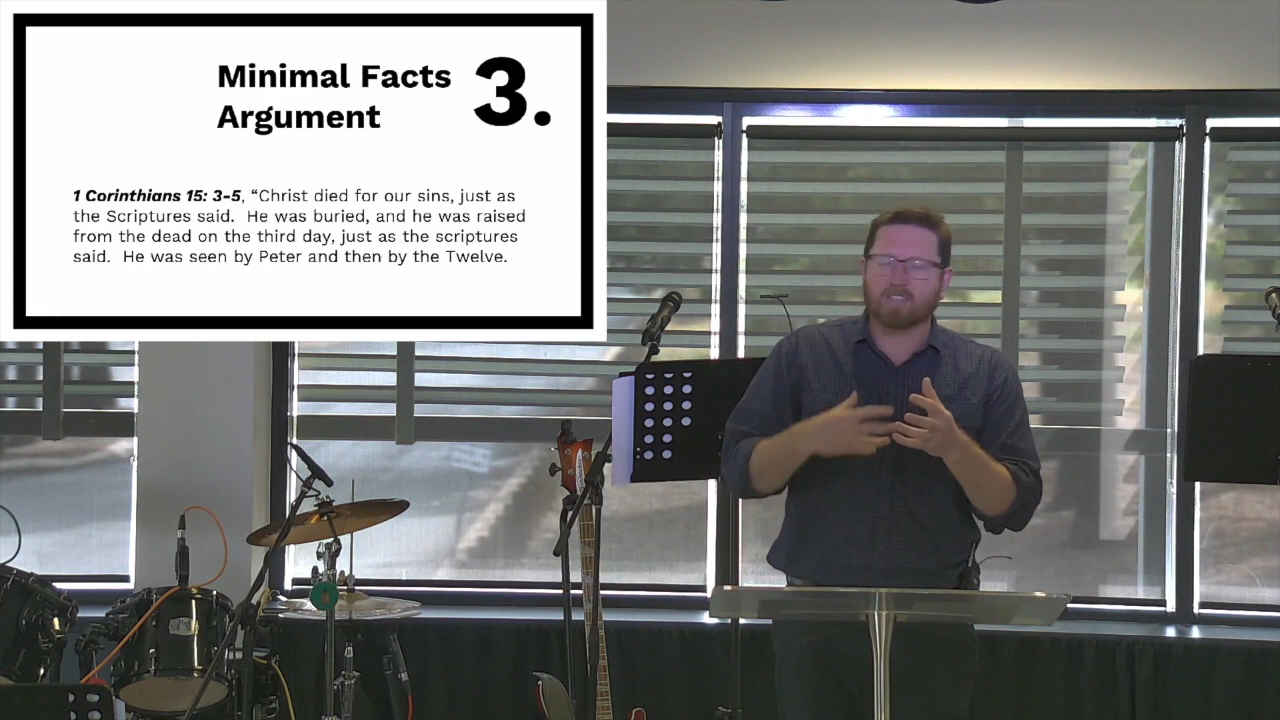 Minimal Facts
Argument
3.
1 Corinthians 15: 3-5, “Christ died for our sins, just as
the Scriptures said.  He was buried, and he was raised
from the dead on the third day, just as the scriptures
said.  He was seen by Peter and then by the Twelve.